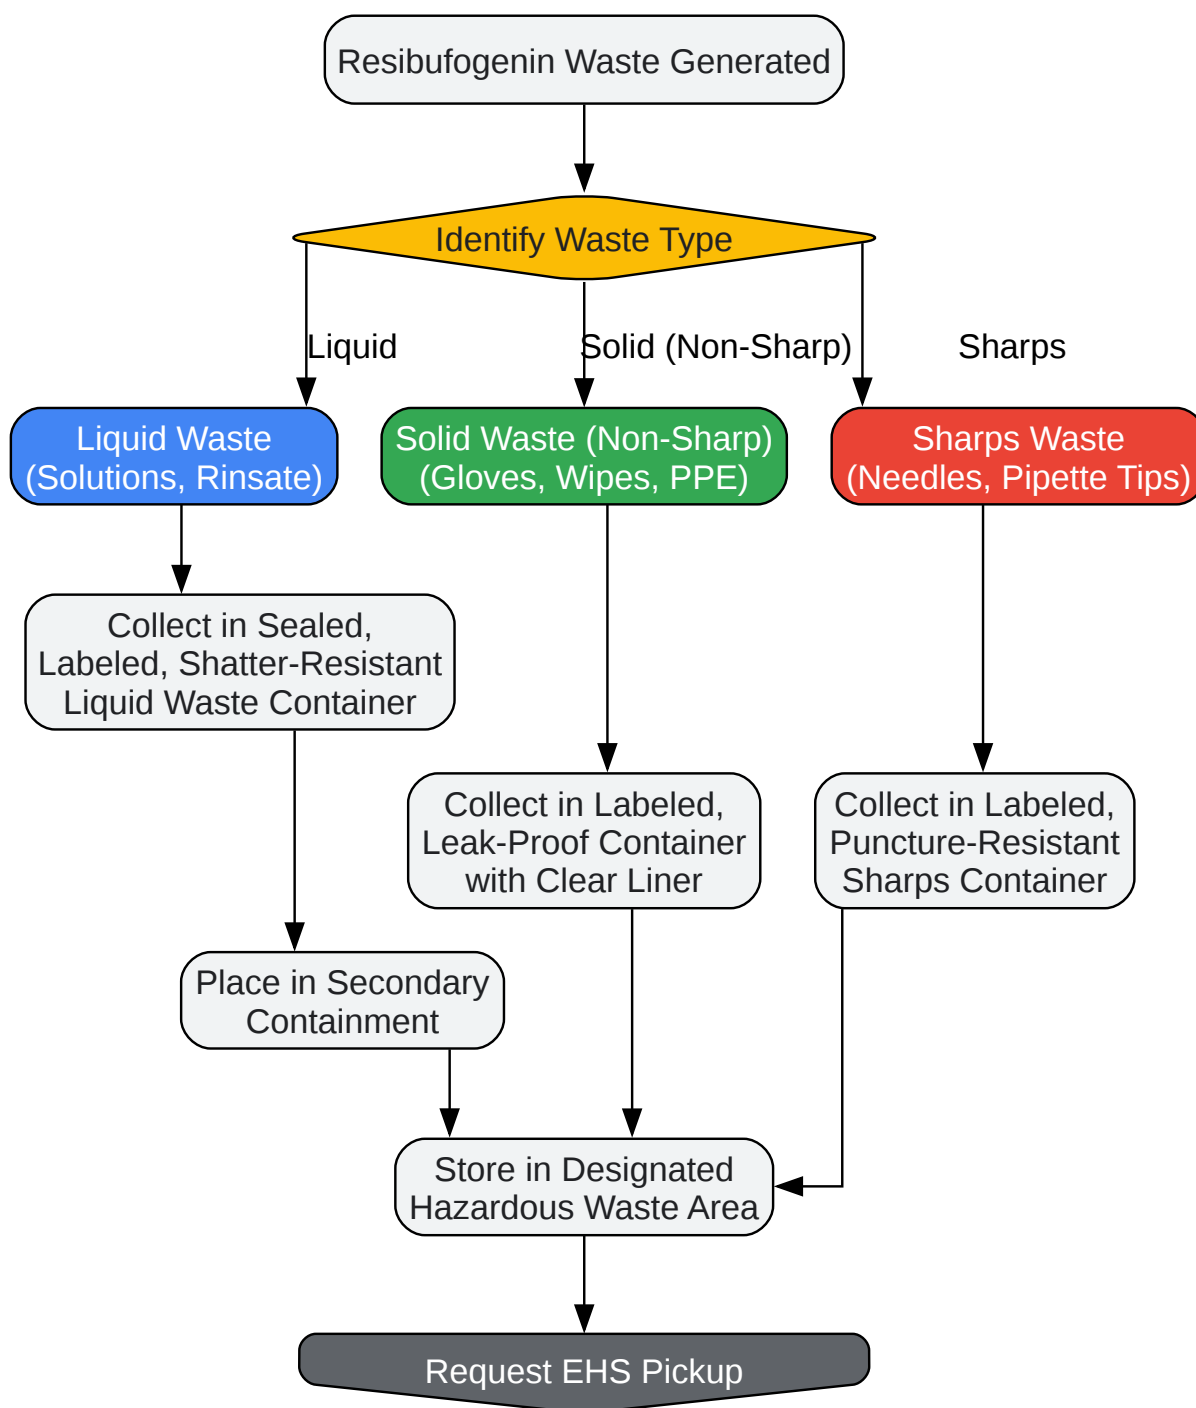 Resibufogenin Waste Generated
Identify Waste Type
Liquid
Solid (Non-Sharp)
Sharps
Liquid Waste
(Solutions, Rinsate)
Solid Waste (Non-Sharp)
(Gloves, Wipes, PPE)
Sharps Waste
(Needles, Pipette Tips)
Collect in Sealed,
Labeled, Shatter-Resistant
Liquid Waste Container
Collect in Labeled,
Leak-Proof Container
with Clear Liner
Collect in Labeled,
Puncture-Resistant
Sharps Container
Place in Secondary
Containment
Store in Designated
Hazardous Waste Area
Request EHS Pickup